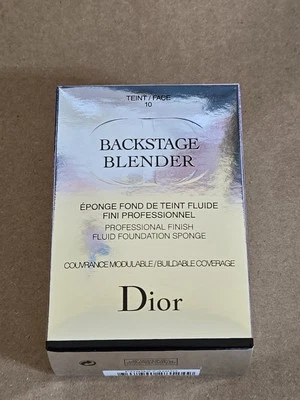 TEINT / FACE
10
BACKSTAGE
BLENDER
ÉPONGE FOND DE TEINT FLUIDE
FINI PROFESSIONNEL
PROFESSIONAL FINISH
FLUID FOUNDATION SPONGE
COUVRANCE MODULABLE / BUILDABLE COVERAGE
Dior